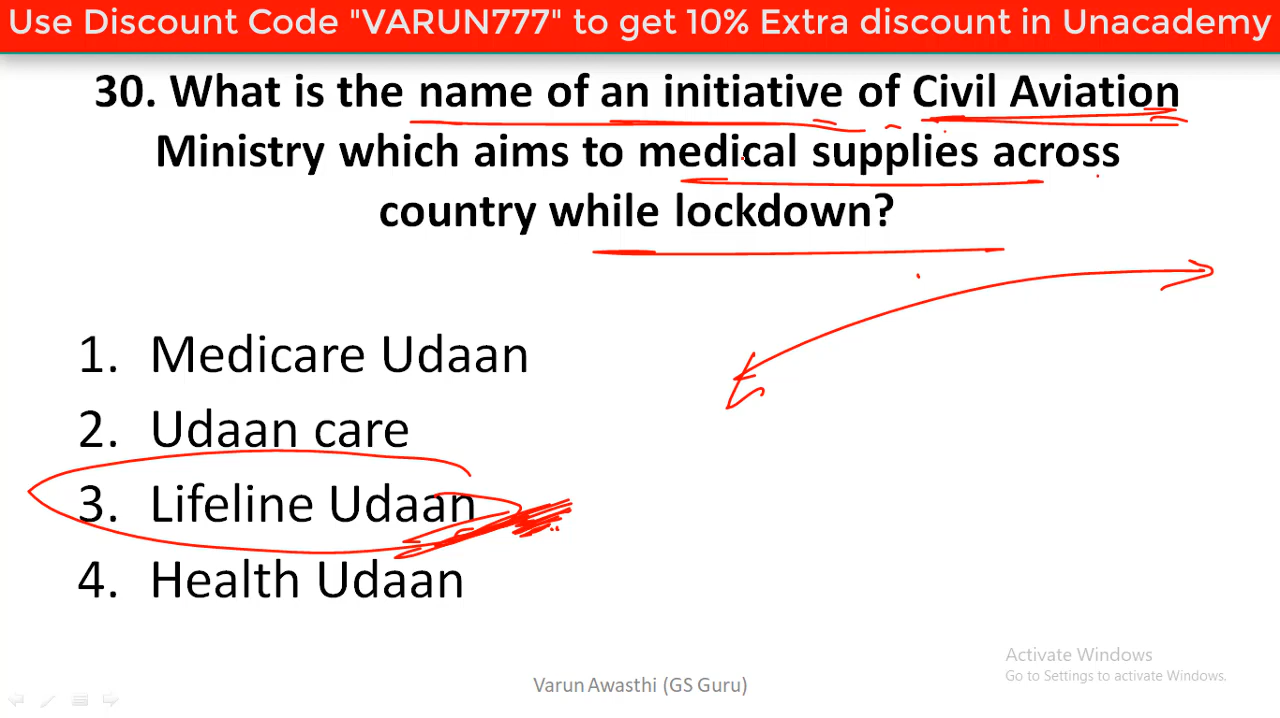 Use Discount Code "VARUN777" to get 10% Extra discount in Unacademy
30. What is the name of an initiative of Civil Aviation
Ministry which aims to medical supplies across
country while lockdown?
1. Medicare Udaan
2. Udaan care
3. Lifeline Udaan
4. Health Udaan
Activate Windows
Go to Settings to activate Windows.
Varun Awasthi (GS Guru)